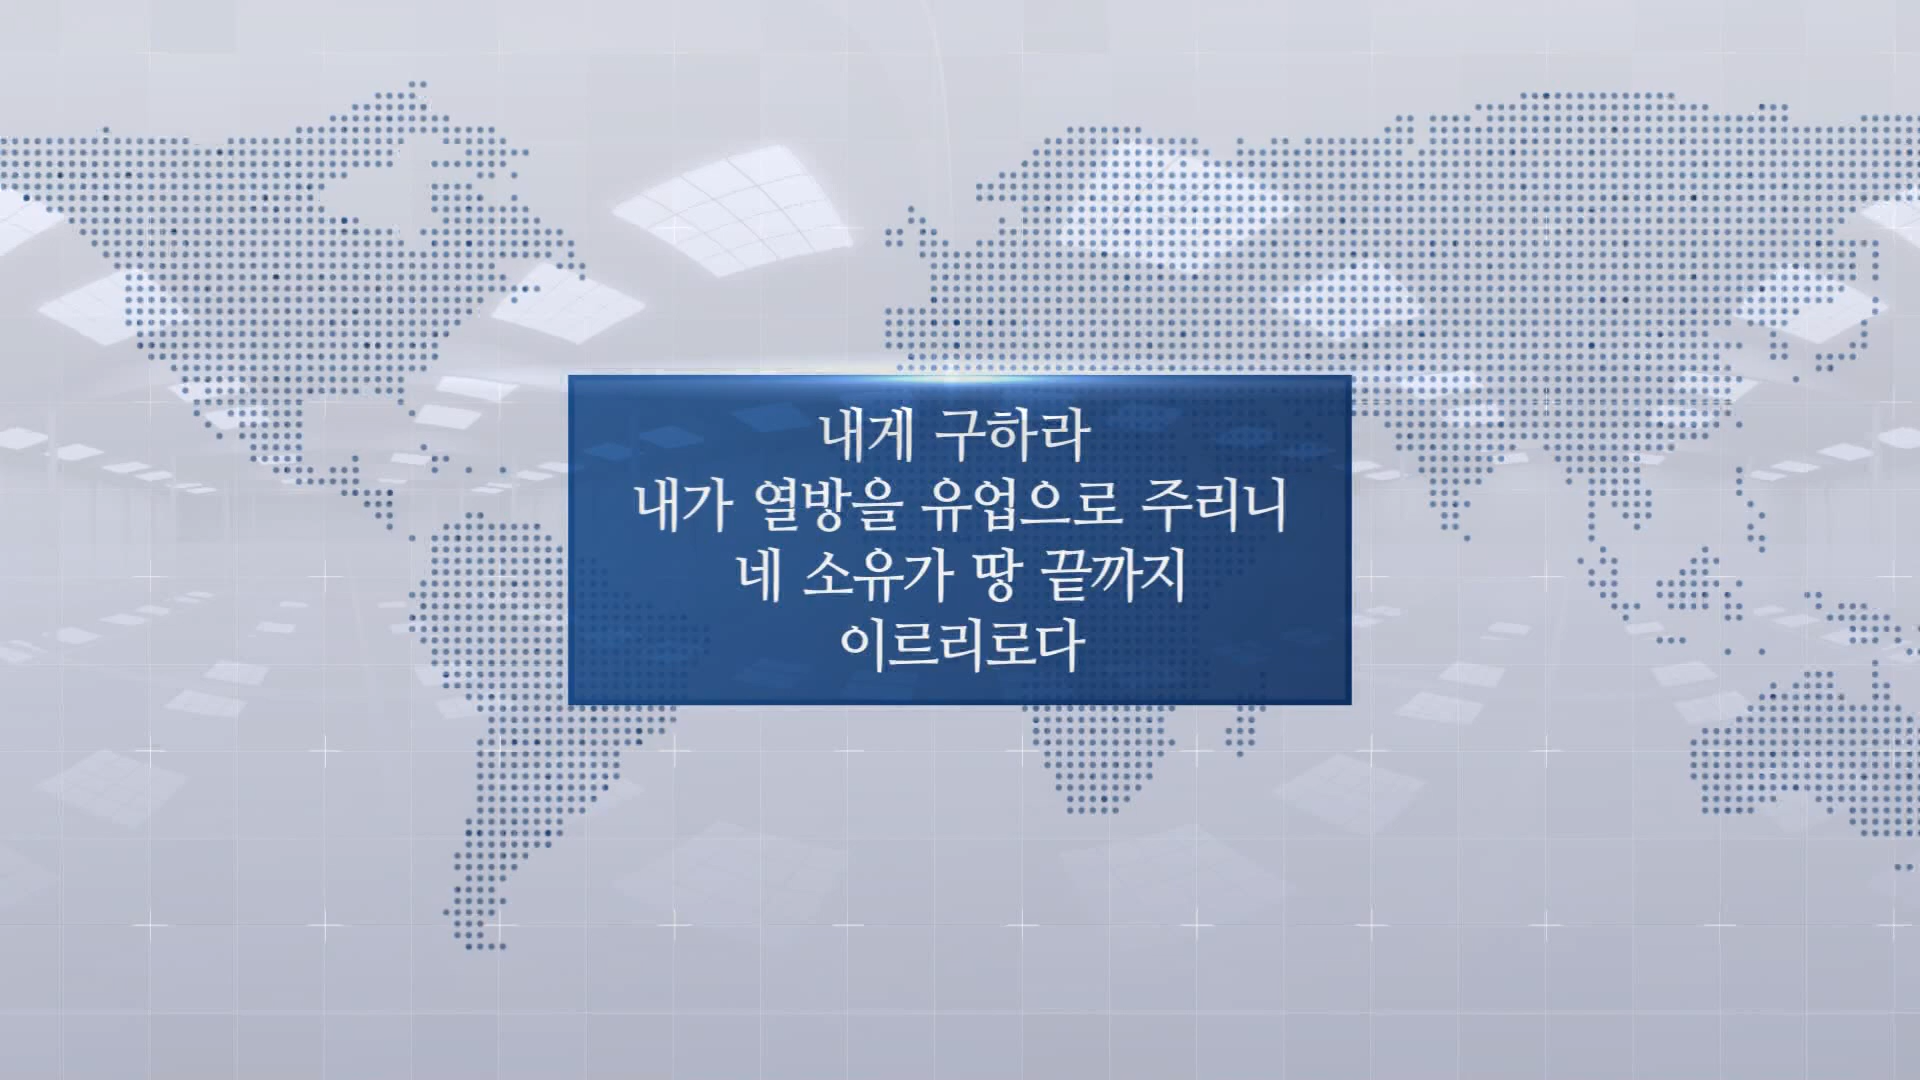 내게 구하라
내가 열방을 유업으로 주리니
네 소유가 땅 끝까지
이르리로다